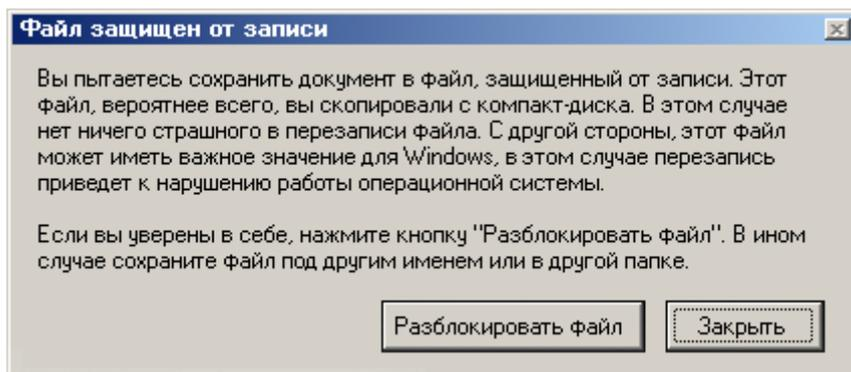 Файл защищен от записи
Вы пытаетесь сохранить документ в файл, защищенный от записи. Этот
файл, вероятнее всего, вы скопировали с компакт-диска. В этом случае
нет ничего страшного в перезаписи файла. С другой стороны, этот файл
может иметь важное значение для Windows, в этом случае перезапись
приведет к нарушению работы операционной системы.
Если вы уверены в себе, нажмите кнопку "Разблокировать файл". В ином
случае сохраните файл под другим именем или в другой папке.
Разблокировать файл
Закрыть